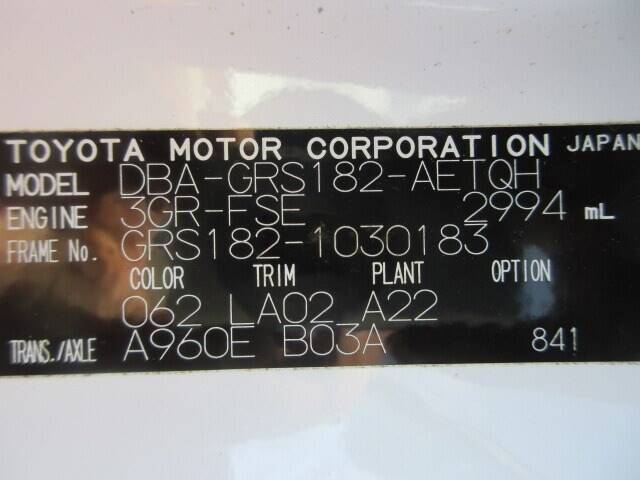 TOYOTA MOTOR CORPORATION JAPAN
MODEL DBA-GRS182-AETQH
ENGINE 3GR-FSE 2994 mL
FRAME No. GRS182-1030183
COLOR TRIM PLANT OPTION
062 LA02 A22
TRANS./AXLE A960E B03A 841